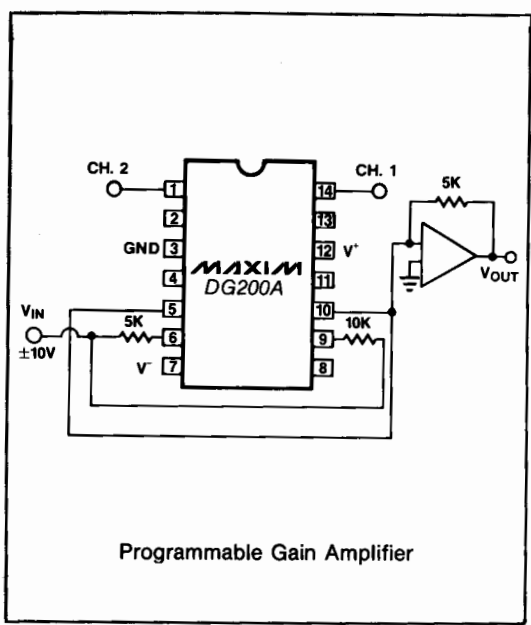 CH. 2
CH. 1
1
2
GND 3
4
5
6
7
14
13
12 V+
11
10
9
8
MAXIM
DG200A
VIN
±10V
5K
V−
10K
5K
VOUT
Programmable Gain Amplifier